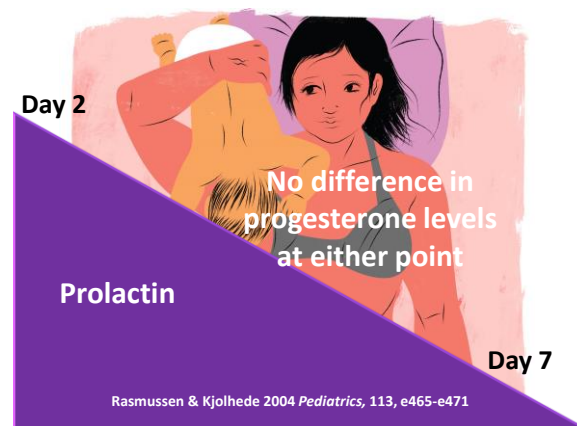 Day 2
No difference in
progesterone levels
at either point
Prolactin
Day 7
Rasmussen & Kjolhede 2004 Pediatrics, 113, e465-e471